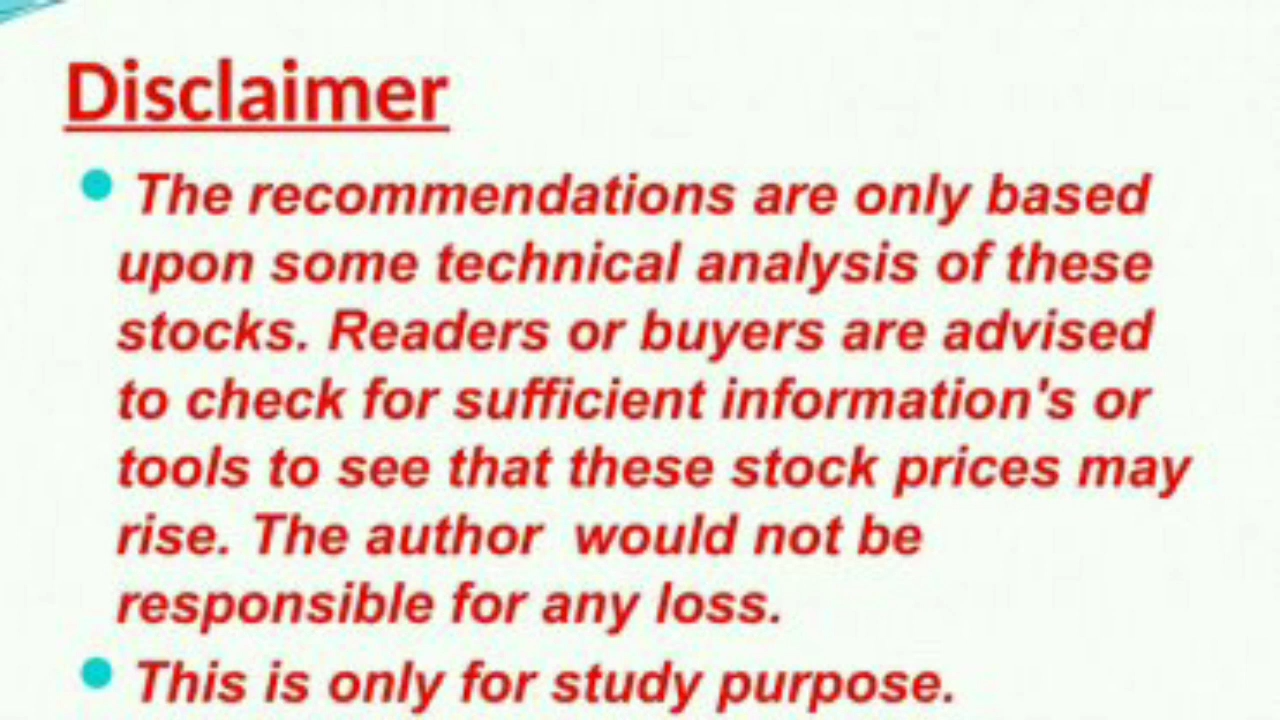 Disclaimer
The recommendations are only based
upon some technical analysis of these
stocks. Readers or buyers are advised
to check for sufficient information's or
tools to see that these stock prices may
rise. The author  would not be
responsible for any loss.
This is only for study purpose.